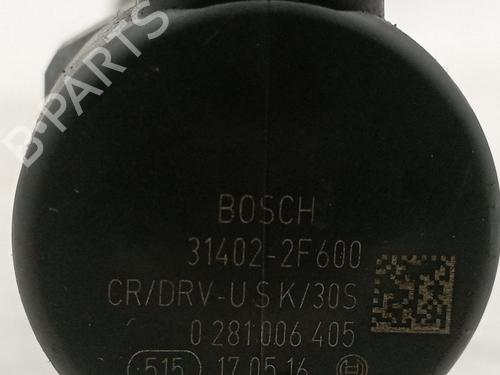 B-PARTS
BOSCH
31402-2F600
CR/DRV-USK/30S
0 281 006 405
515 17.05.16